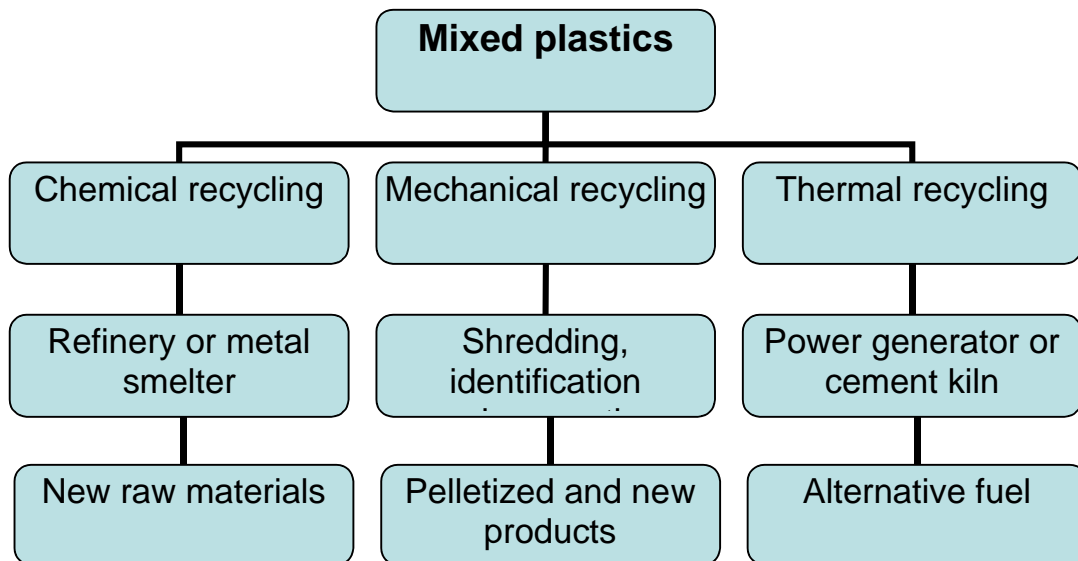 Mixed plastics
Chemical recycling
Mechanical recycling
Thermal recycling
Refinery or metal
smelter
Shredding,
identification
Power generator or
cement kiln
New raw materials
Pelletized and new
products
Alternative fuel